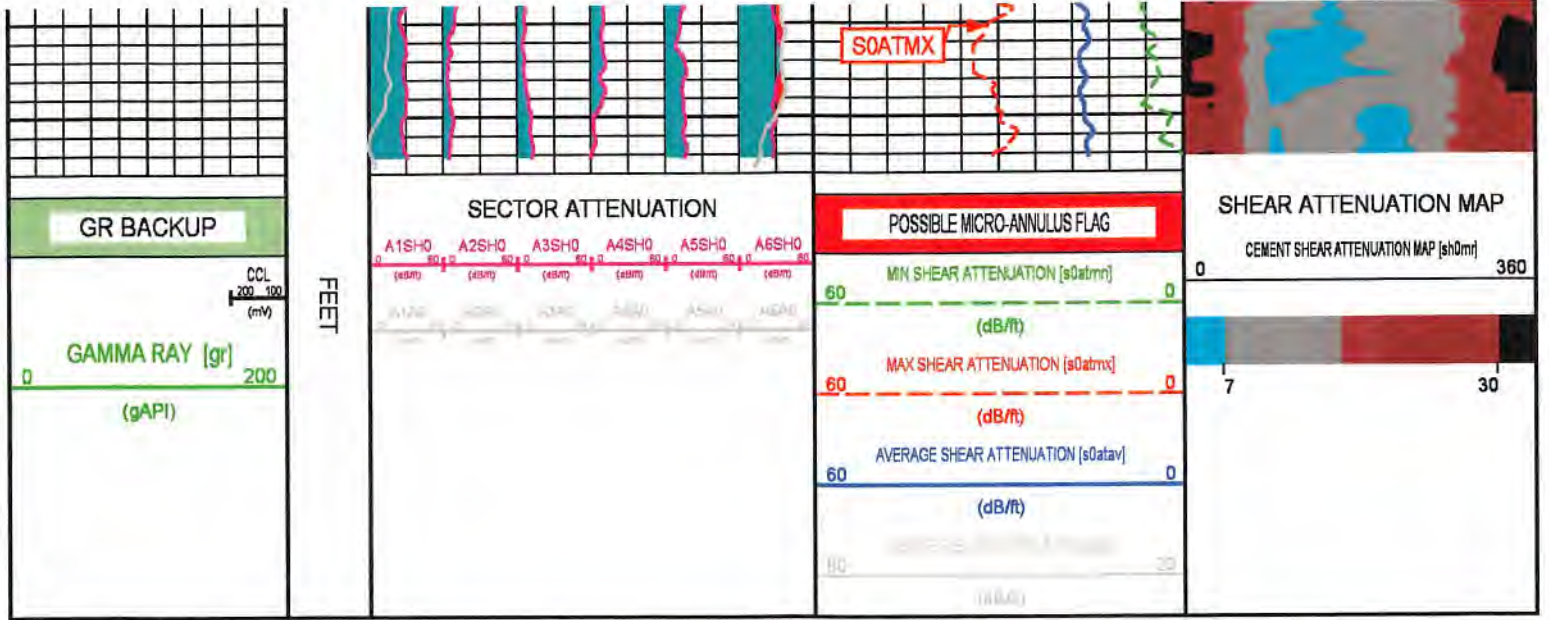 S0ATMX
GR BACKUP
CCL
200 100
(mV)
GAMMA RAY [gr]
0 200
(gAPI)
FEET
SECTOR ATTENUATION
A1SH0 A2SH0 A3SH0 A4SH0 A5SH0 A6SH0
POSSIBLE MICRO-ANNULUS FLAG
MIN SHEAR ATTENUATION [s0atmn]
60 0
(dB/ft)
MAX SHEAR ATTENUATION [s0atmx]
60 0
(dB/ft)
AVERAGE SHEAR ATTENUATION [s0atav]
60 0
(dB/ft)
SHEAR ATTENUATION MAP
CEMENT SHEAR ATTENUATION MAP [sh0mr]
0 360
7 30